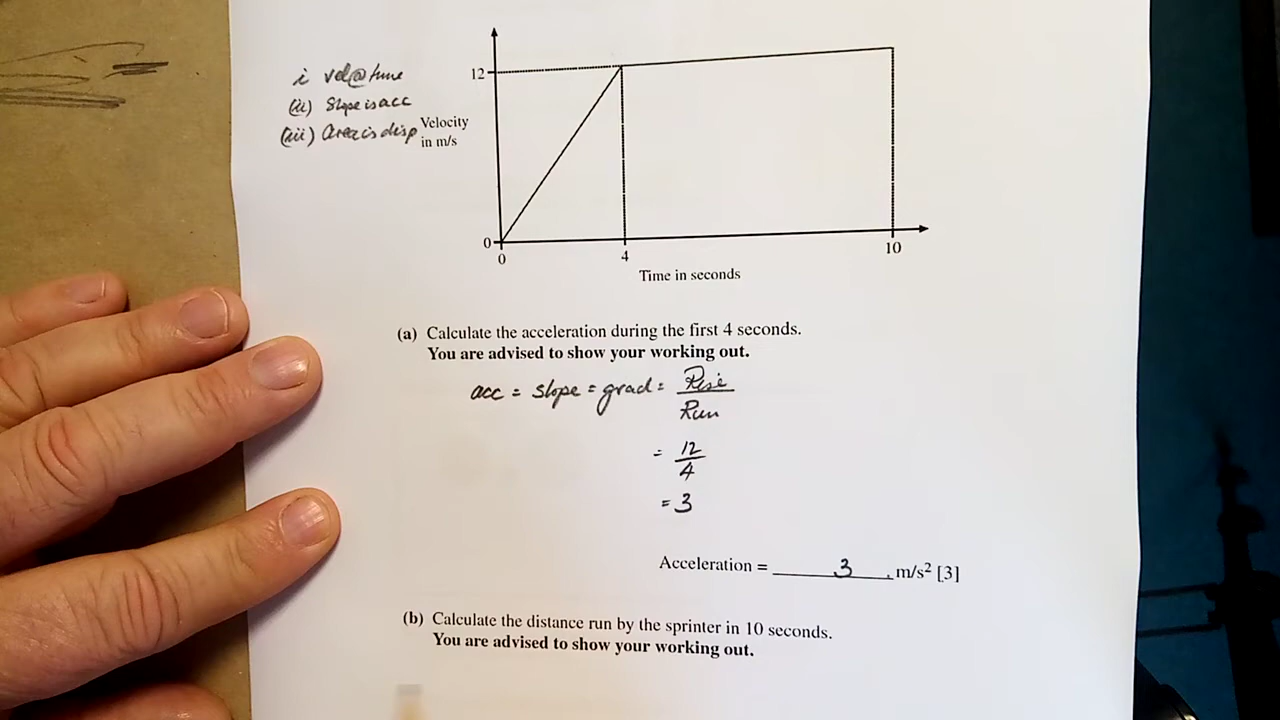 i vel@time
(ii) Slope is acc
(iii) Area is disp
12
Velocity
in m/s
0
0
4
10
Time in seconds
(a) Calculate the acceleration during the first 4 seconds.
You are advised to show your working out.
acc = slope = grad = Rise
Run
= 12
4
= 3
Acceleration = 3 m/s² [3]
(b) Calculate the distance run by the sprinter in 10 seconds.
You are advised to show your working out.